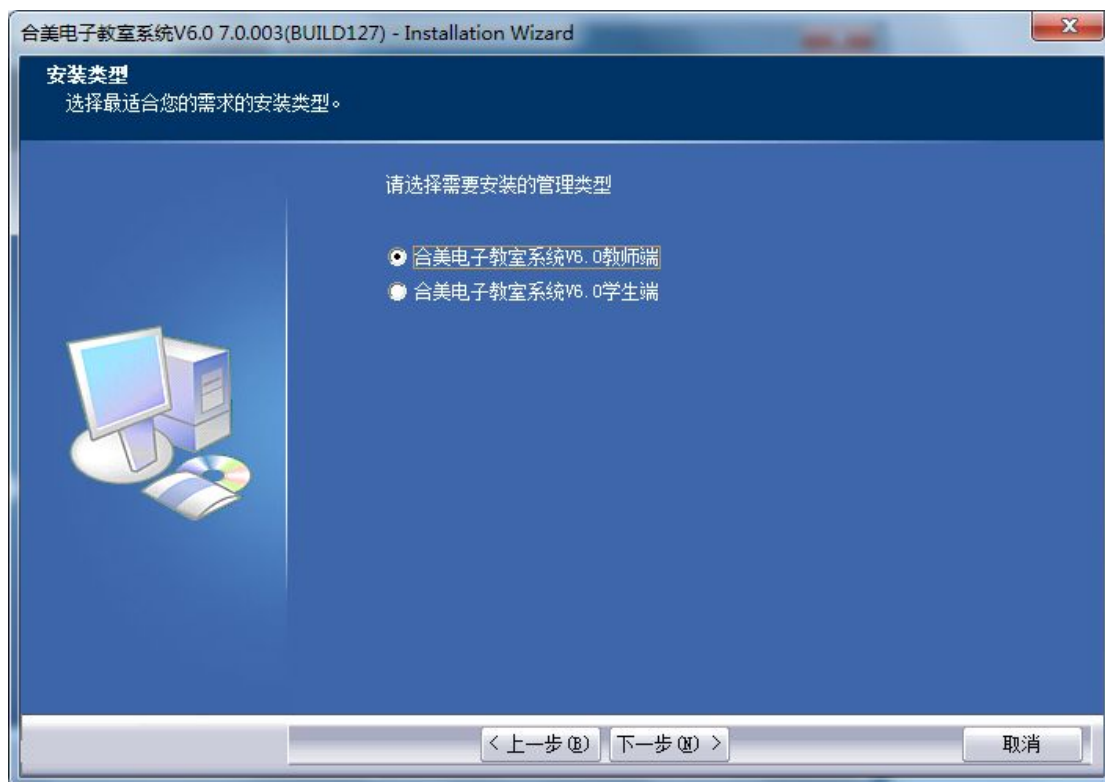 合美电子教室系统V6.0 7.0.003(BUILD127) - Installation Wizard
安装类型
选择最适合您的需求的安装类型。
请选择需要安装的管理类型
合美电子教室系统V6.0教师端
合美电子教室系统V6.0学生端
< 上一步(B)
下一步(N) >
取消